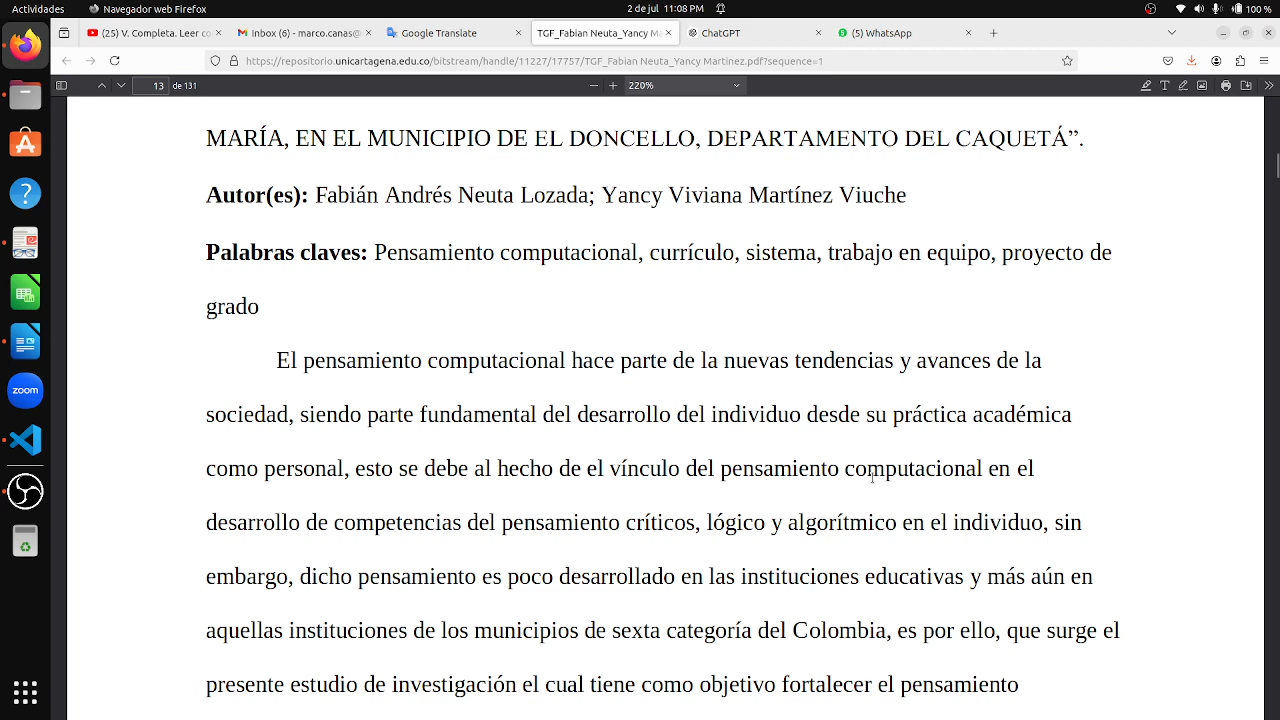 Actividades
Navegador web Firefox
2 de jul 11:08 PM
100 %
(25) V. Completa. Leer co
Inbox (6) - marco.canas@
Google Translate
TGF_Fabian Neuta_Yancy M
ChatGPT
(5) WhatsApp
https://repositorio.unicartagena.edu.co/bitstream/handle/11227/17757/TGF_Fabian Neuta_Yancy Martinez.pdf?sequence=1
13 de 131
220%
MARÍA, EN EL MUNICIPIO DE EL DONCELLO, DEPARTAMENTO DEL CAQUETÁ”.
Autor(es): Fabián Andrés Neuta Lozada; Yancy Viviana Martínez Viuche
Palabras claves: Pensamiento computacional, currículo, sistema, trabajo en equipo, proyecto de
grado
El pensamiento computacional hace parte de la nuevas tendencias y avances de la
sociedad, siendo parte fundamental del desarrollo del individuo desde su práctica académica
como personal, esto se debe al hecho de el vínculo del pensamiento computacional en el
desarrollo de competencias del pensamiento críticos, lógico y algorítmico en el individuo, sin
embargo, dicho pensamiento es poco desarrollado en las instituciones educativas y más aún en
aquellas instituciones de los municipios de sexta categoría del Colombia, es por ello, que surge el
presente estudio de investigación el cual tiene como objetivo fortalecer el pensamiento
zoom